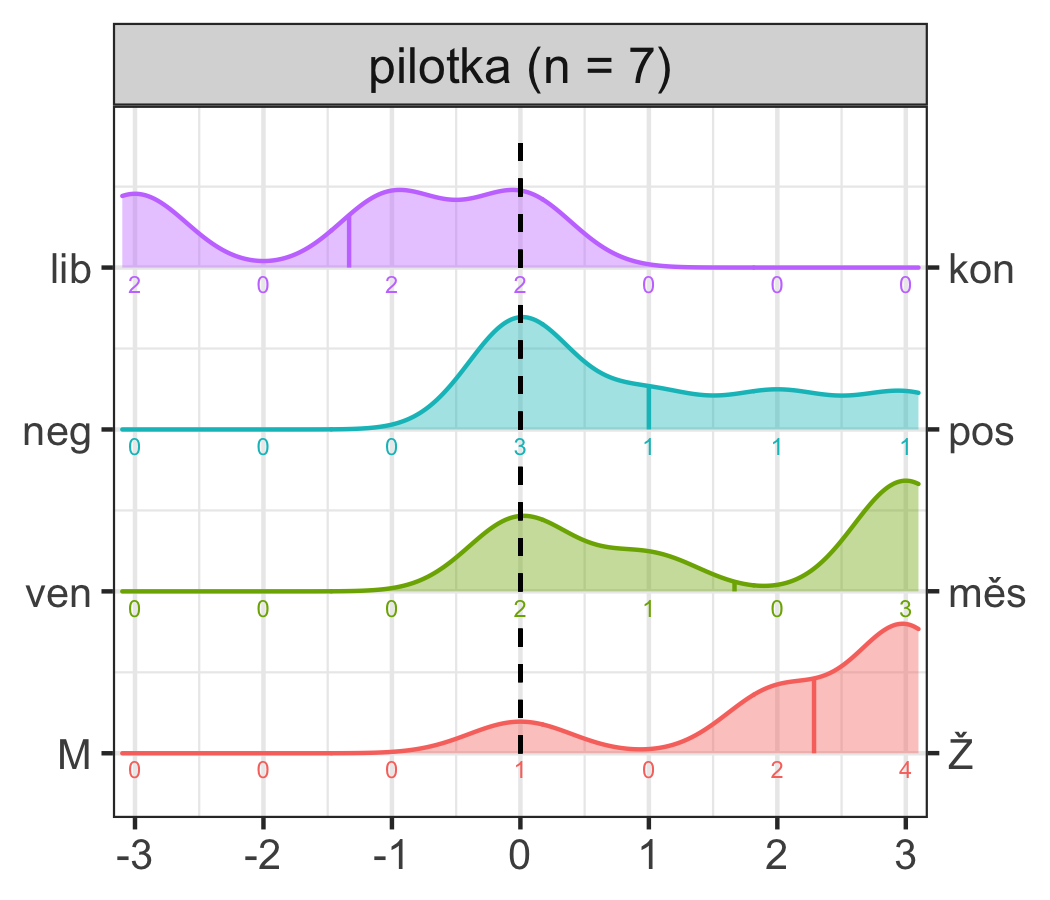 pilotka (n = 7)
lib kon
2 0 2 2 0 0 0
neg pos
0 0 0 3 1 1 1
ven měs
0 0 0 2 1 0 3
M Ž
0 0 0 1 0 2 4
-3 -2 -1 0 1 2 3